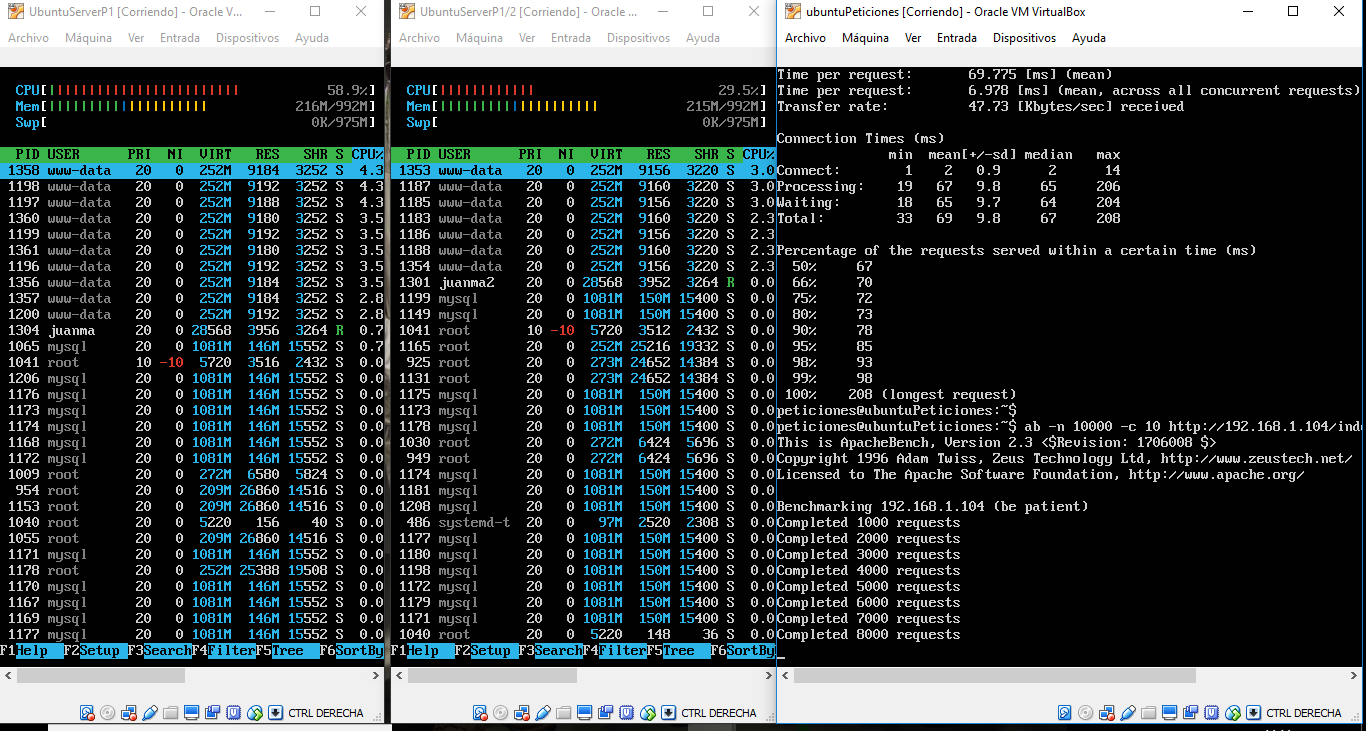 UbuntuServerP1 [Corriendo] - Oracle V...
Archivo Máquina Ver Entrada Dispositivos Ayuda
CPU[ 58.9%]
Mem[ 216M/992M]
Swp[ 0K/975M]
PID USER PRI NI VIRT RES SHR S CPU%
1358 www-data 20 0 252M 9184 3252 S 4.3
1198 www-data 20 0 252M 9192 3252 S 4.3
1197 www-data 20 0 252M 9188 3252 S 4.3
1360 www-data 20 0 252M 9180 3252 S 3.5
1199 www-data 20 0 252M 9192 3252 S 3.5
1361 www-data 20 0 252M 9180 3252 S 3.5
1196 www-data 20 0 252M 9192 3252 S 3.5
1356 www-data 20 0 252M 9184 3252 S 3.5
1357 www-data 20 0 252M 9184 3252 S 2.8
1200 www-data 20 0 252M 9192 3252 S 2.8
1304 juanma 20 0 28568 3956 3264 R 0.7
1065 mysql 20 0 1081M 146M 15552 S 0.7
1041 root 10 -10 5720 3516 2432 S 0.0
1206 mysql 20 0 1081M 146M 15552 S 0.0
1176 mysql 20 0 1081M 146M 15552 S 0.0
1173 mysql 20 0 1081M 146M 15552 S 0.0
1174 mysql 20 0 1081M 146M 15552 S 0.0
1168 mysql 20 0 1081M 146M 15552 S 0.0
1172 mysql 20 0 1081M 146M 15552 S 0.0
1009 root 20 0 272M 6580 5824 S 0.0
954 root 20 0 209M 26860 14516 S 0.0
1153 root 20 0 209M 26860 14516 S 0.0
1040 root 20 0 5220 156 40 S 0.0
1055 root 20 0 209M 26860 14516 S 0.0
1171 mysql 20 0 1081M 146M 15552 S 0.0
1178 root 20 0 252M 25388 19508 S 0.0
1170 mysql 20 0 1081M 146M 15552 S 0.0
1167 mysql 20 0 1081M 146M 15552 S 0.0
1169 mysql 20 0 1081M 146M 15552 S 0.0
1177 mysql 20 0 1081M 146M 15552 S 0.0
F1Help F2Setup F3SearchF4FilterF5Tree F6SortBy
CTRL DERECHA
UbuntuServerP1/2 [Corriendo] - Oracle ...
Archivo Máquina Ver Entrada Dispositivos Ayuda
CPU[ 29.5%]
Mem[ 215M/992M]
Swp[ 0K/975M]
PID USER PRI NI VIRT RES SHR S CPU%
1353 www-data 20 0 252M 9156 3220 S 3.0
1187 www-data 20 0 252M 9160 3220 S 3.0
1185 www-data 20 0 252M 9156 3220 S 3.0
1183 www-data 20 0 252M 9160 3220 S 2.3
1186 www-data 20 0 252M 9156 3220 S 2.3
1188 www-data 20 0 252M 9160 3220 S 2.3
1354 www-data 20 0 252M 9156 3220 S 2.3
1301 juanma2 20 0 28568 3952 3264 R 0.0
1199 mysql 20 0 1081M 150M 15400 S 0.0
1149 mysql 20 0 1081M 150M 15400 S 0.0
1041 root 10 -10 5720 3512 2432 S 0.0
1165 root 20 0 252M 25216 19332 S 0.0
925 root 20 0 273M 24652 14384 S 0.0
1131 root 20 0 273M 24652 14384 S 0.0
1175 mysql 20 0 1081M 150M 15400 S 0.0
1173 mysql 20 0 1081M 150M 15400 S 0.0
1178 mysql 20 0 1081M 150M 15400 S 0.0
1030 root 20 0 272M 6424 5696 S 0.0
949 root 20 0 272M 6424 5696 S 0.0
1174 mysql 20 0 1081M 150M 15400 S 0.0
1181 mysql 20 0 1081M 150M 15400 S 0.0
1208 mysql 20 0 1081M 150M 15400 S 0.0
486 systemd-t 20 0 97M 2520 2308 S 0.0
1177 mysql 20 0 1081M 150M 15400 S 0.0
1180 mysql 20 0 1081M 150M 15400 S 0.0
1198 mysql 20 0 1081M 150M 15400 S 0.0
1172 mysql 20 0 1081M 150M 15400 S 0.0
1179 mysql 20 0 1081M 150M 15400 S 0.0
1171 mysql 20 0 1081M 150M 15400 S 0.0
1040 root 20 0 5220 148 36 S 0.0
F1Help F2Setup F3SearchF4FilterF5Tree F6SortBy
CTRL DERECHA
ubuntuPeticiones [Corriendo] - Oracle VM VirtualBox
Archivo Máquina Ver Entrada Dispositivos Ayuda
Time per request: 69.775 [ms] (mean)
Time per request: 6.978 [ms] (mean, across all concurrent requests)
Transfer rate: 47.73 [Kbytes/sec] received
Connection Times (ms)
min mean[+/-sd] median max
Connect: 1 2 0.9 2 14
Processing: 19 67 9.8 65 206
Waiting: 18 65 9.7 64 204
Total: 33 69 9.8 67 208
Percentage of the requests served within a certain time (ms)
50% 67
66% 70
75% 72
80% 73
90% 78
95% 85
98% 93
99% 98
100% 208 (longest request)
peticiones@ubuntuPeticiones:~$
peticiones@ubuntuPeticiones:~$ ab -n 10000 -c 10 http://192.168.1.104/ind
This is ApacheBench, Version 2.3 <$Revision: 1706008 $>
Copyright 1996 Adam Twiss, Zeus Technology Ltd, http://www.zeustech.net/
Licensed to The Apache Software Foundation, http://www.apache.org/
Benchmarking 192.168.1.104 (be patient)
Completed 1000 requests
Completed 2000 requests
Completed 3000 requests
Completed 4000 requests
Completed 5000 requests
Completed 6000 requests
Completed 7000 requests
Completed 8000 requests
CTRL DERECHA